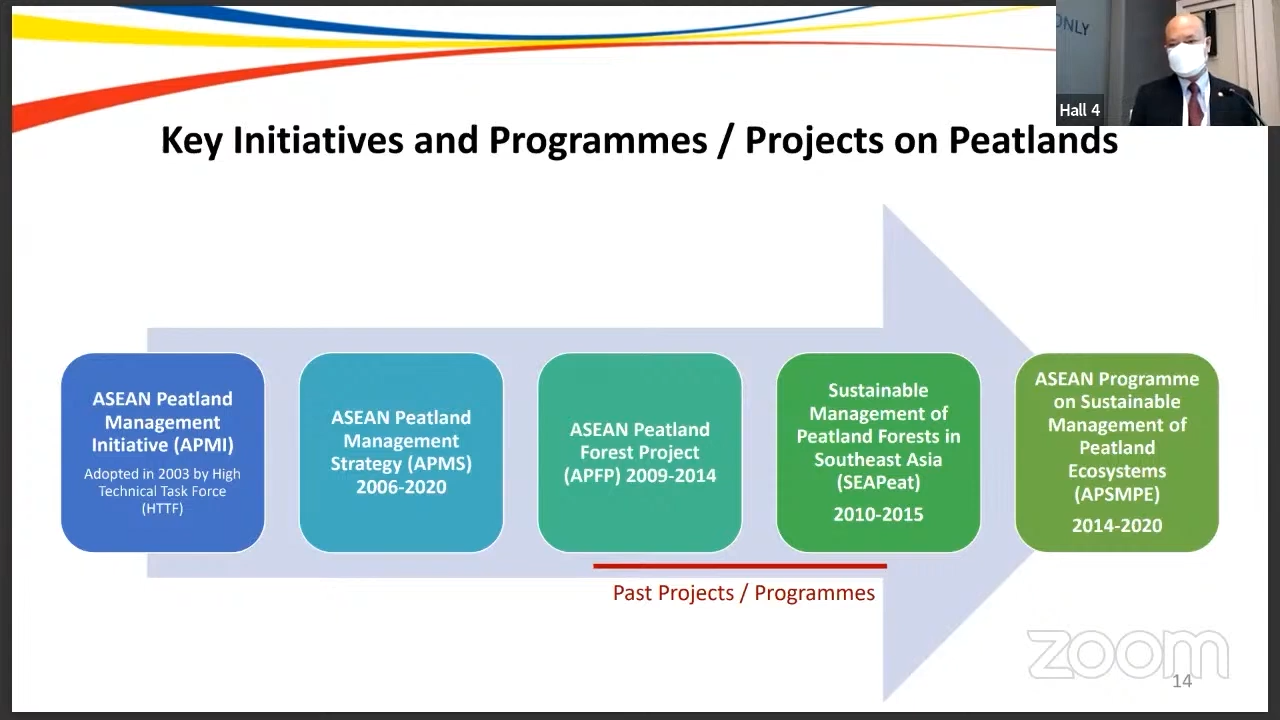 ONLY
Hall 4
Key Initiatives and Programmes / Projects on Peatlands
ASEAN Peatland
Management
Initiative (APMI)
Adopted in 2003 by High
Technical Task Force
(HTTF)
ASEAN Peatland
Management
Strategy (APMS)
2006-2020
ASEAN Peatland
Forest Project
(APFP) 2009-2014
Sustainable
Management of
Peatland Forests in
Southeast Asia
(SEAPeat)
2010-2015
ASEAN Programme
on Sustainable
Management of
Peatland
Ecosystems
(APSMPE)
2014-2020
Past Projects / Programmes
zoom
14